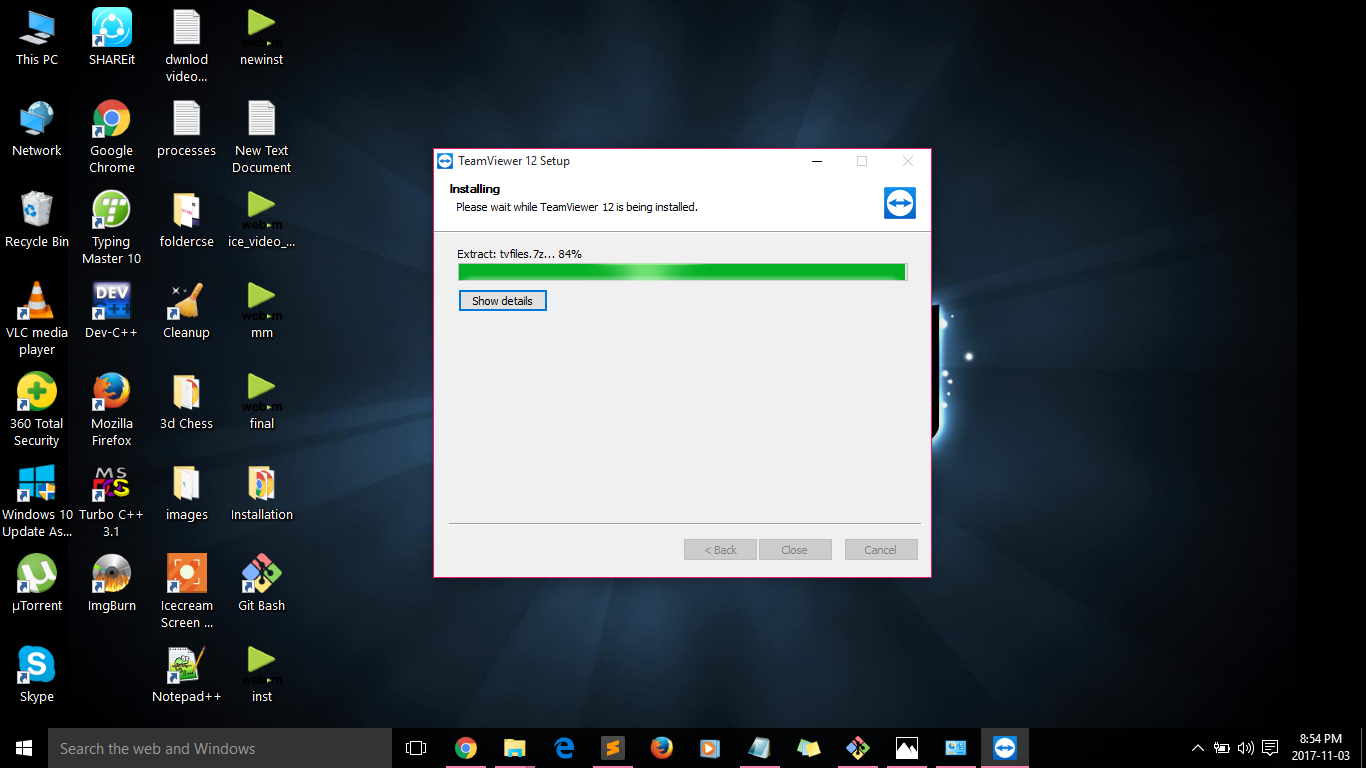 This PC
SHAREit
dwnlod
video...
newinst
Network
Google
Chrome
processes
New Text
Document
Recycle Bin
Typing
Master 10
foldercse
ice_video_...
VLC media
player
DEV
Dev-C++
Cleanup
mm
360 Total
Security
Mozilla
Firefox
3d Chess
final
Windows 10
Update As...
MS
Turbo C++
3.1
images
Installation
µTorrent
ImgBurn
Icecream
Screen ...
Git Bash
Skype
Notepad++
inst
TeamViewer 12 Setup
Installing
Please wait while TeamViewer 12 is being installed.
Extract: tvfiles.7z... 84%
Show details
< Back
Close
Cancel
Search the web and Windows
8:54 PM
2017-11-03